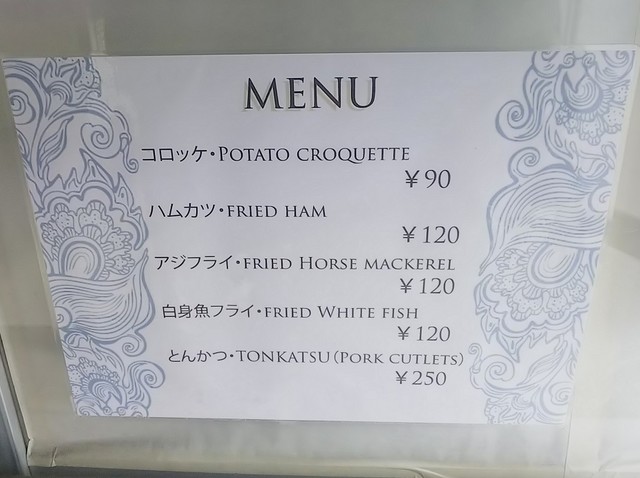 MENU
コロッケ・POTATO CROQUETTE
¥90
ハムカツ・FRIED HAM
¥120
アジフライ・FRIED HORSE MACKEREL
¥120
白身魚フライ・FRIED WHITE FISH
¥120
とんかつ・TONKATSU(PORK CUTLETS)
¥250